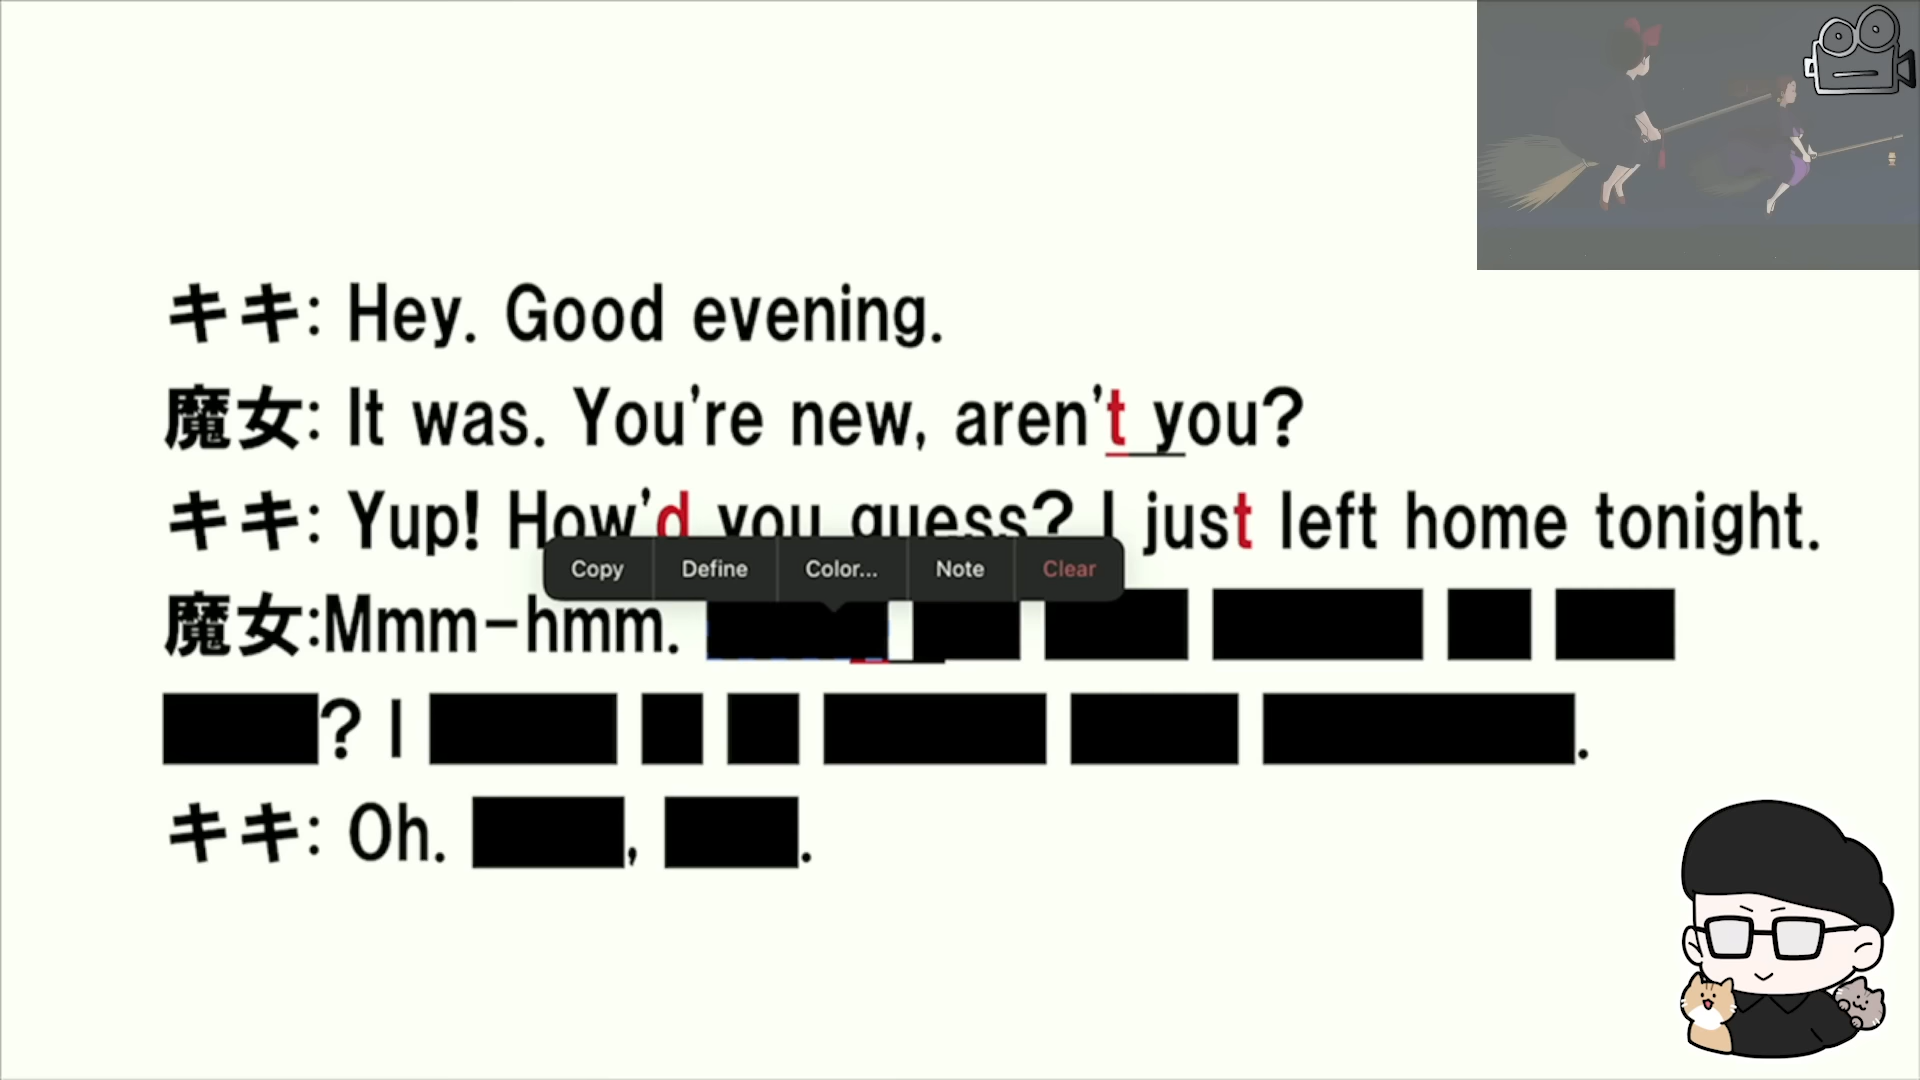 キキ: Hey. Good evening.
魔女: It was. You're new, aren't you?
キキ: Yup! How'd you guess? I just left home tonight.
Copy Define Color... Note Clear
魔女:Mmm-hmm.
? I .
キキ: Oh. , .